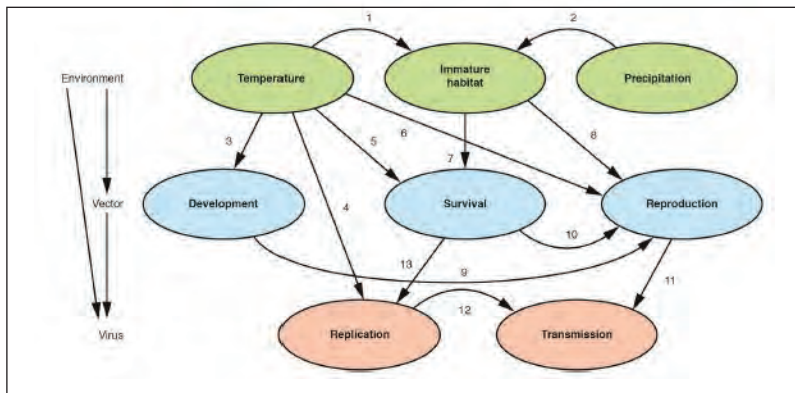 1
2
Environment
Temperature
Immature
habitat
Precipitation
3
5
6
7
8
4
Vector
Development
Survival
Reproduction
10
13
9
11
12
Virus
Replication
Transmission